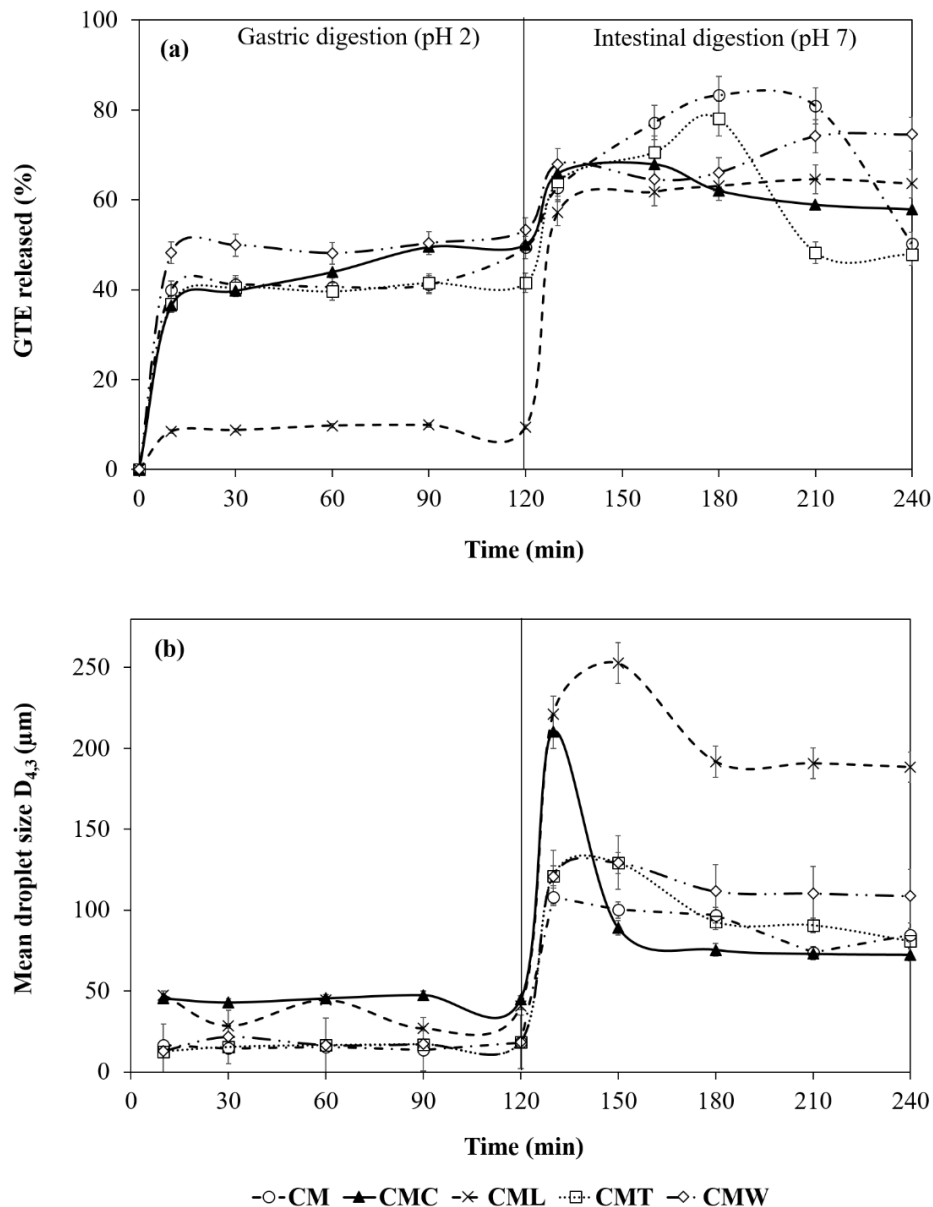 (a)
Gastric digestion (pH 2)
Intestinal digestion (pH 7)
GTE released (%)
100
80
60
40
20
0
0 30 60 90 120 150 180 210 240
Time (min)
(b)
Mean droplet size D4,3 (µm)
250
200
150
100
50
0
0 30 60 90 120 150 180 210 240
Time (min)
CM CMC CML CMT CMW